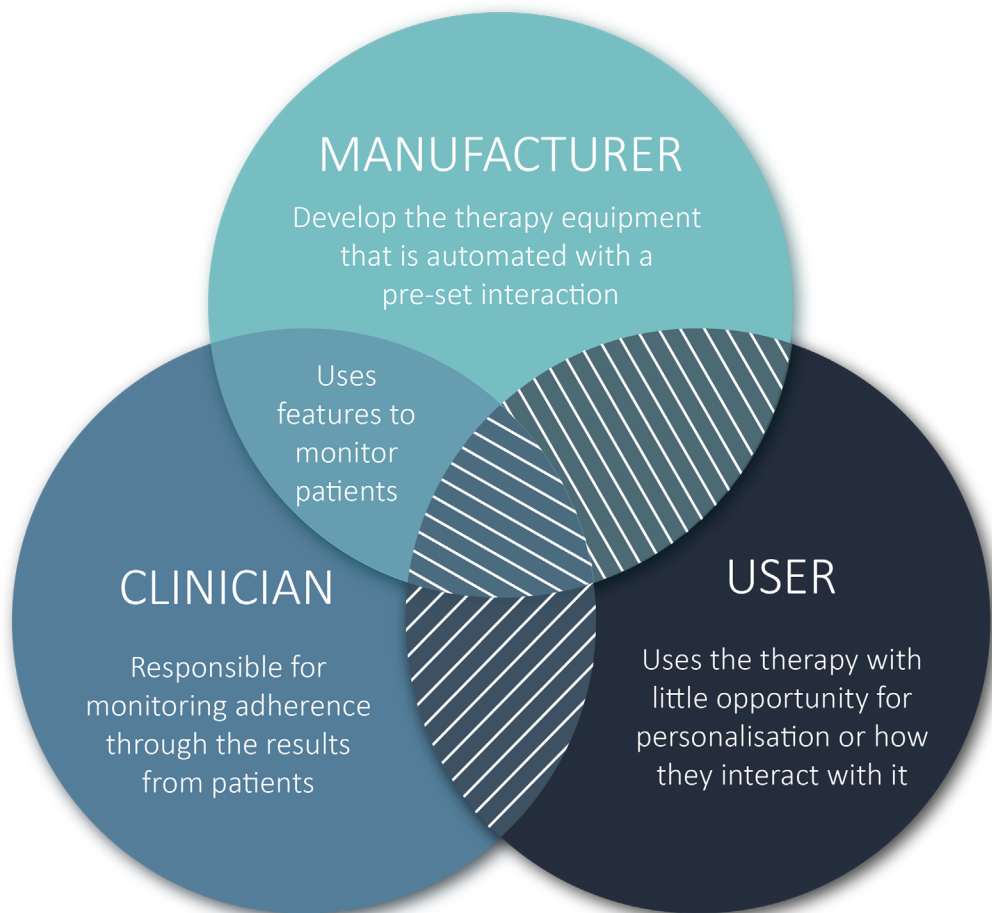 MANUFACTURER
Develop the therapy equipment
that is automated with a
pre-set interaction
Uses
features to
monitor
patients
CLINICIAN
Responsible for
monitoring adherence
through the results
from patients
USER
Uses the therapy with
little opportunity for
personalisation or how
they interact with it